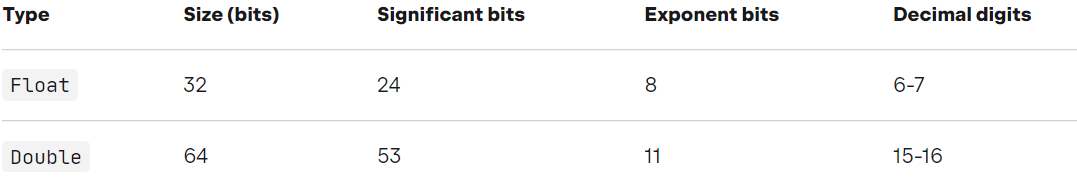 Type Size (bits) Significant bits Exponent bits Decimal digits
Float 32 24 8 6-7
Double 64 53 11 15-16